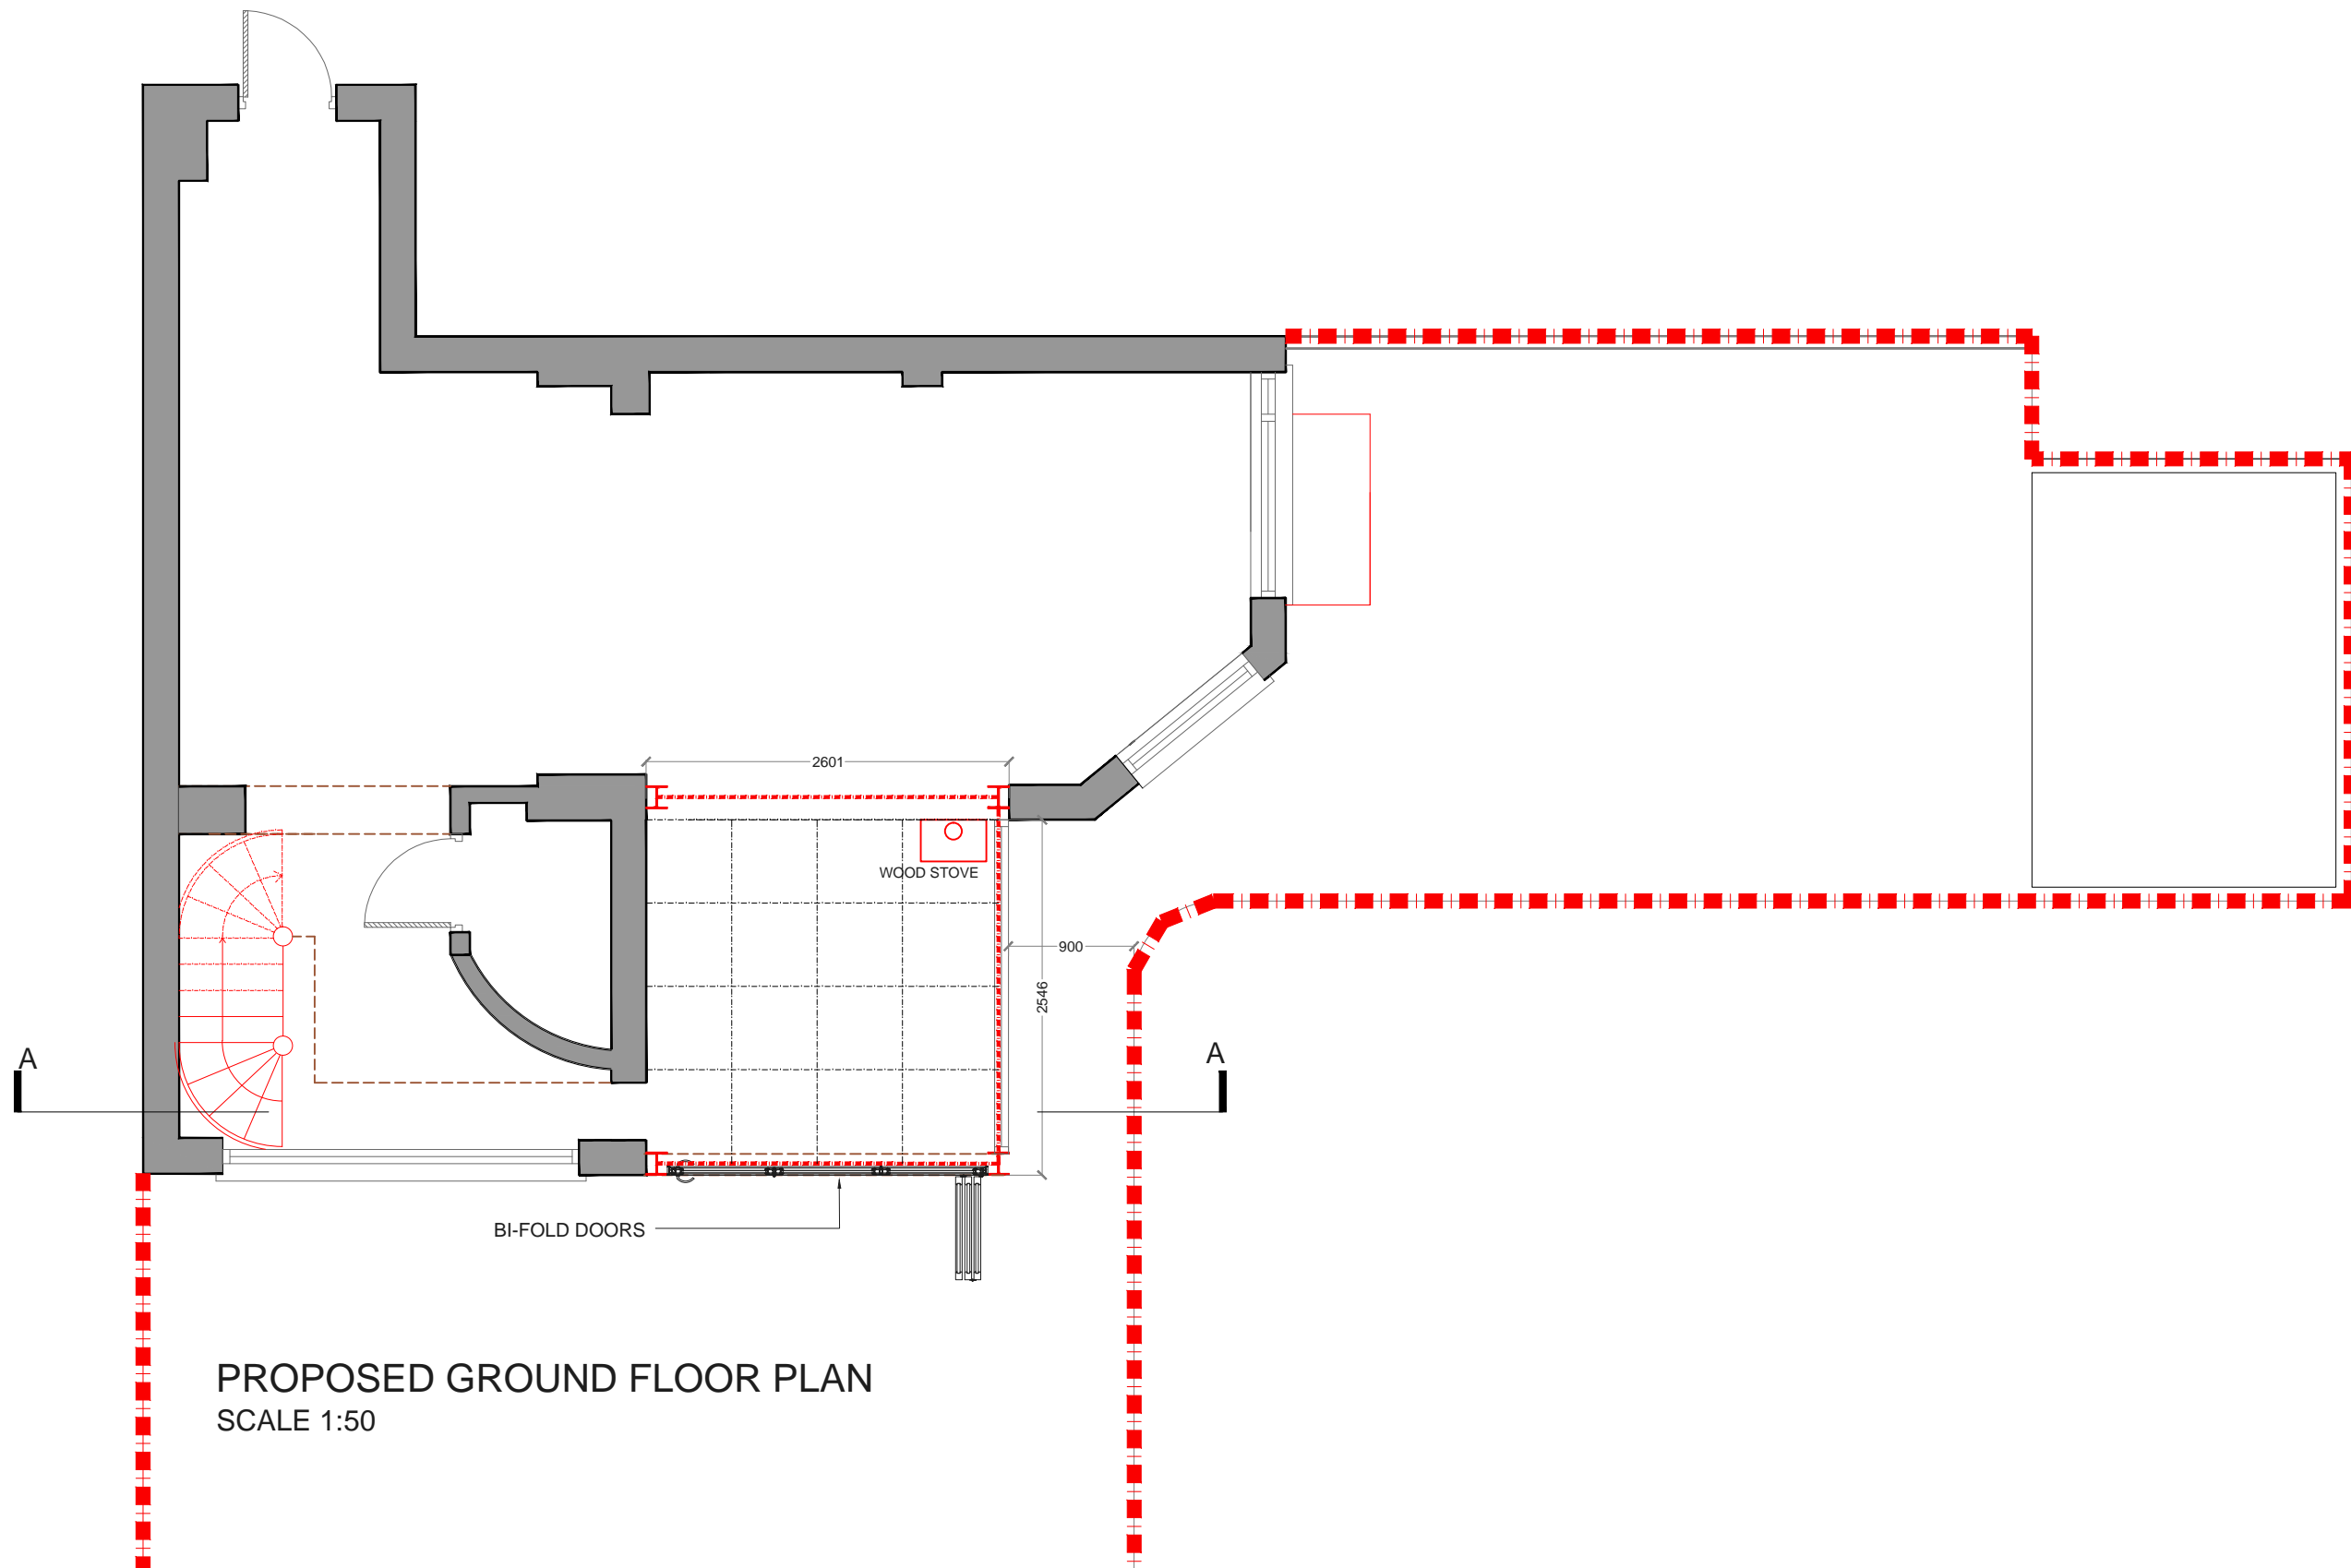 2601
WOOD STOVE
900
2546
A
A
BI-FOLD DOORS
PROPOSED GROUND FLOOR PLAN
SCALE 1:50